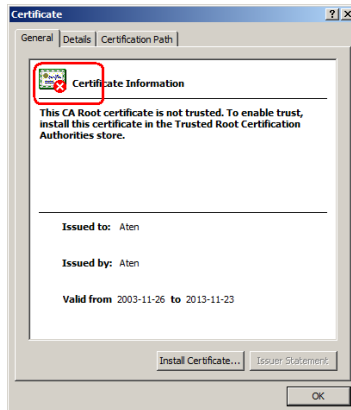 Certificate
General Details Certification Path
Certificate Information
This CA Root certificate is not trusted. To enable trust,
install this certificate in the Trusted Root Certification
Authorities store.
Issued to: Aten
Issued by: Aten
Valid from 2003-11-26 to 2013-11-23
Install Certificate... Issuer Statement
OK